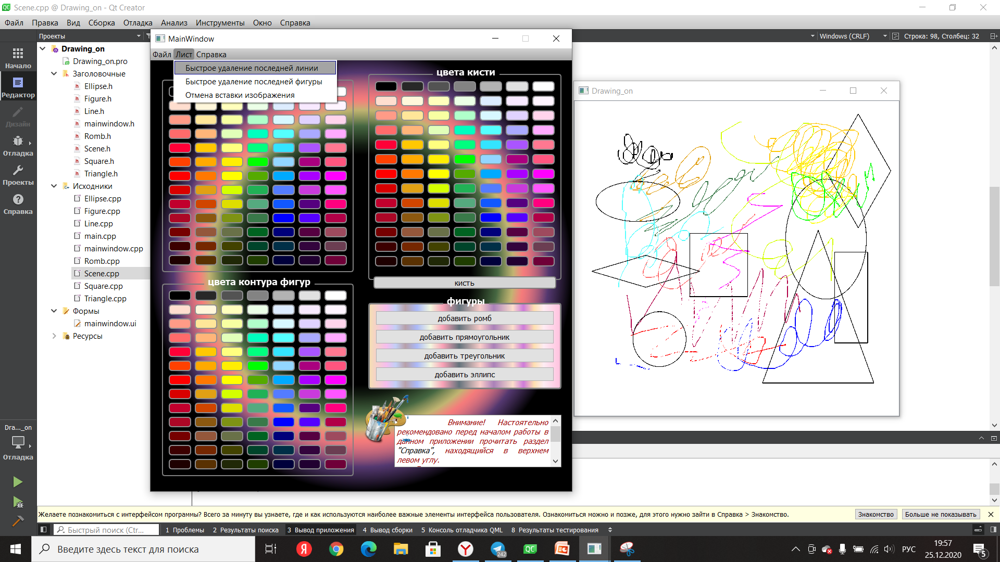 Scene.cpp @ Drawing_on - Qt Creator
Файл Правка Вид Сборка Отладка Анализ Инструменты Окно Справка
Проекты
Windows (CRLF)
Строка: 98, Столбец: 32
Начало
Редактор
Дизайн
Отладка
Проекты
Справка
Dra..._on
Отладка
Drawing_on
Drawing_on.pro
Заголовочные
Ellipse.h
Figure.h
Line.h
mainwindow.h
Romb.h
Scene.h
Square.h
Triangle.h
Исходники
Ellipse.cpp
Figure.cpp
Line.cpp
main.cpp
mainwindow.cpp
Romb.cpp
Scene.cpp
Square.cpp
Triangle.cpp
Формы
mainwindow.ui
Ресурсы
MainWindow
Файл Лист Справка
Быстрое удаление последней линии
Быстрое удаление последней фигуры
Отмена вставки изображения
цвета кисти
кисть
цвета контура фигур
фигуры
добавить ромб
добавить прямоугольник
добавить треугольник
добавить эллипс
Внимание! Настоятельно
рекомендовано перед началом работы в
данном приложении прочитать раздел
"Справка", находящийся в верхнем
левом углу.
Drawing_on
Желаете познакомиться с интерфейсом программы? Всего за минуту вы узнаете, где и как используются наиболее важные элементы интерфейса пользователя. Ознакомиться можно и позже, для этого нужно зайти в Справка > Знакомство.
Знакомство
Больше не показывать
Быстрый поиск (Ctr...
1 Проблемы
2 Результаты поиска
3 Вывод приложения
4 Вывод сборки
5 Консоль отладчика QML
8 Результаты тестирования
Введите здесь текст для поиска
242
РУС
19:57
25.12.2020
5